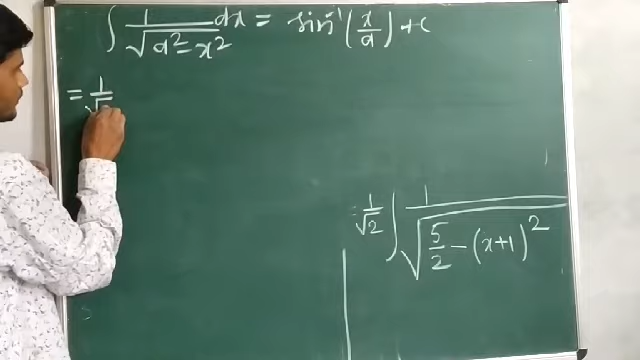 ∫ 1/√(a² − x²) dx = sin⁻¹(x/a) + c
= 1/√
= 1/√2 ∫ 1/√(5/2 − (x+1)²)